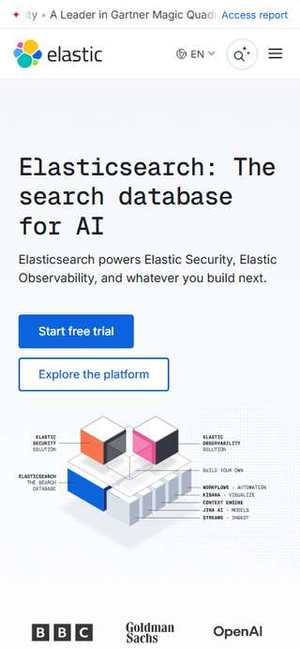 A Leader in Gartner Magic Quad
Access report
elastic
EN
Elasticsearch: The
search database
for AI
Elasticsearch powers Elastic Security, Elastic
Observability, and whatever you build next.
Start free trial
Explore the platform
ELASTIC
SECURITY
SOLUTION
ELASTIC
OBSERVABILITY
SOLUTION
ELASTICSEARCH
THE SEARCH
DATABASE
BUILD YOUR OWN
WORKFLOWS - AUTOMATION
KIBANA - VISUALIZE
CONTEXT ENGINE
JINA AI - MODELS
STREAMS - INGEST
BBC
Goldman
Sachs
OpenAI